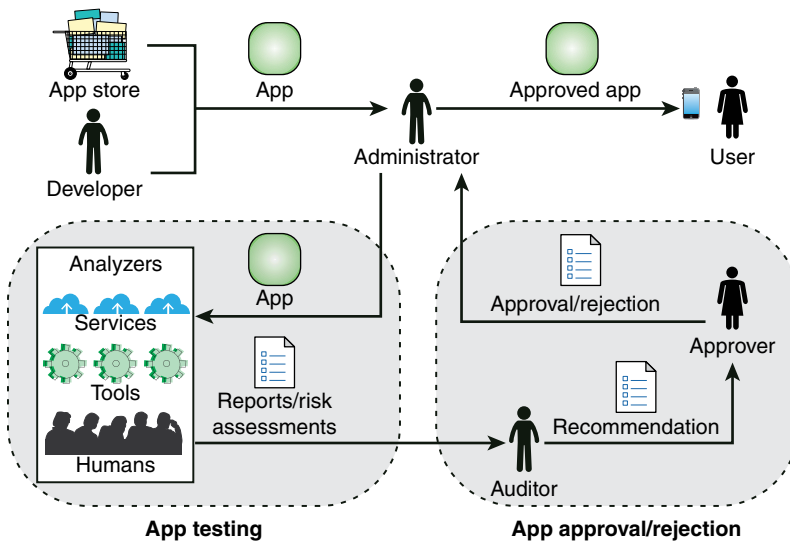 App store
App
Approved app
Developer
Administrator
User
Analyzers
Services
Tools
Humans
App
Reports/risk
assessments
Approval/rejection
Approver
Recommendation
Auditor
App testing
App approval/rejection